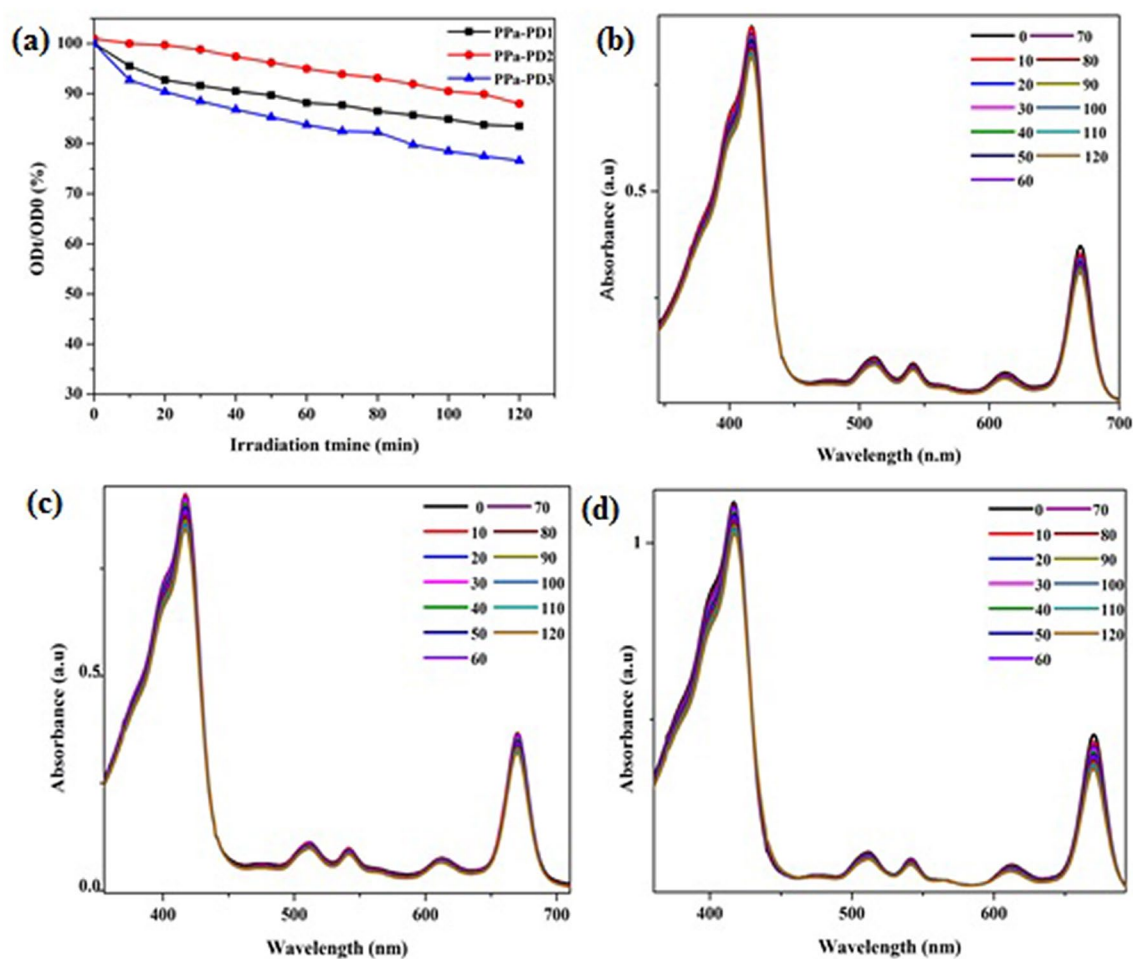 (a)
PPa-PD1
PPa-PD2
PPa-PD3
100
90
80
70
60
50
40
30
ODt/OD0 (%)
0 20 40 60 80 100 120
Irradiation tmine (min)
(b)
0 70
10 80
20 90
30 100
40 110
50 120
60
0.5
Absorbance (a.u)
400 500 600 700
Wavelength (n.m)
(c)
0 70
10 80
20 90
30 100
40 110
50 120
60
0.5
0.0
Absorbance (a.u)
400 500 600 700
Wavelength (nm)
(d)
0 70
10 80
20 90
30 100
40 110
50 120
60
1
Absorbance (a.u)
400 500 600
Wavelength (nm)